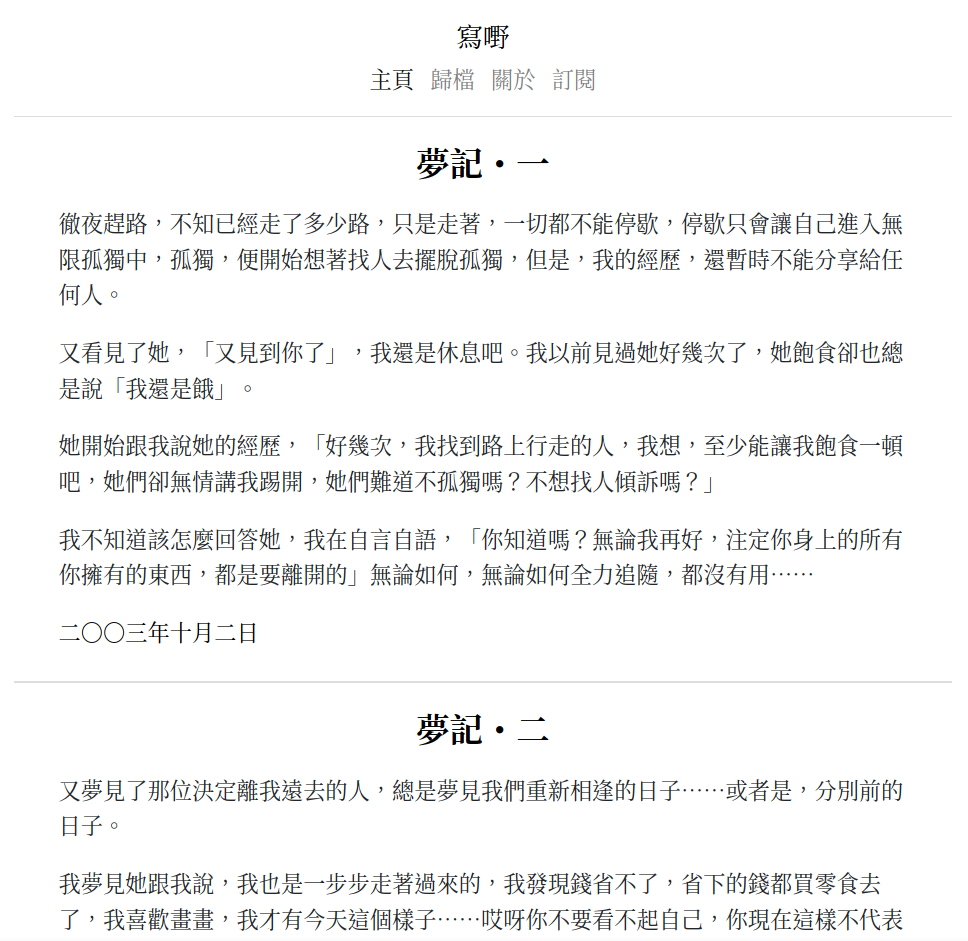 寫嘢
主頁 歸檔 關於 訂閱
夢記・一
徹夜趕路，不知已經走了多少路，只是走著，一切都不能停歇，停歇只會讓自己進入無
限孤獨中，孤獨，便開始想著找人去擺脫孤獨，但是，我的經歷，還暫時不能分享給任
何人。
又看見了她，「又見到你了」，我還是休息吧。我以前見過她好幾次了，她飽食卻也總
是說「我還是餓」。
她開始跟我說她的經歷，「好幾次，我找到路上行走的人，我想，至少能讓我飽食一頓
吧，她們卻無情講我踢開，她們難道不孤獨嗎？不想找人傾訴嗎？」
我不知道該怎麼回答她，我在自言自語，「你知道嗎？無論我再好，注定你身上的所有
你擁有的東西，都是要離開的」無論如何，無論如何全力追隨，都沒有用……
二〇〇三年十月二日
夢記・二
又夢見了那位決定離我遠去的人，總是夢見我們重新相逢的日子……或者是，分別前的
日子。
我夢見她跟我說，我也是一步步走著過來的，我發現錢省不了，省下的錢都買零食去
了，我喜歡畫畫，我才有今天這個樣子……哎呀你不要看不起自己，你現在這樣不代表